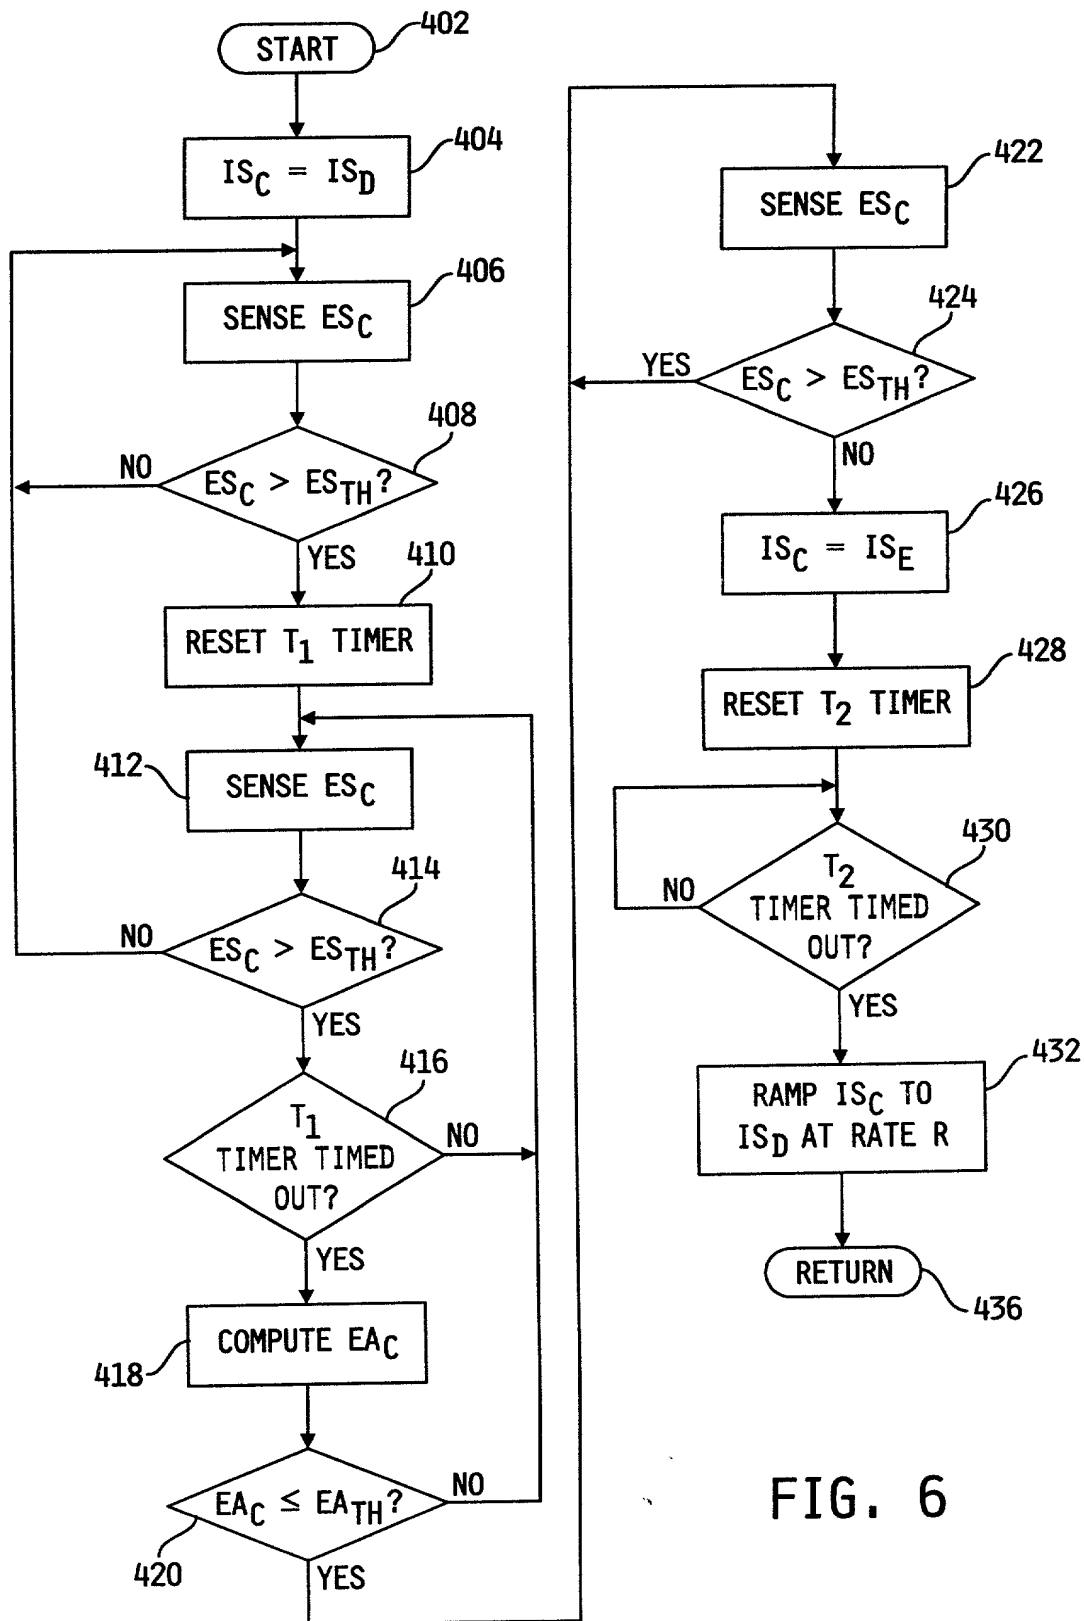 START
402
IS_C = IS_D
404
SENSE ES_C
406
ES_C > ES_TH?
408
NO
YES
RESET T_1 TIMER
410
SENSE ES_C
412
ES_C > ES_TH?
414
NO
YES
T_1
TIMER TIMED
OUT?
416
NO
YES
COMPUTE EA_C
418
EA_C ≤ EA_TH?
420
NO
YES
SENSE ES_C
422
ES_C > ES_TH?
424
YES
NO
IS_C = IS_E
426
RESET T_2 TIMER
428
T_2
TIMER TIMED
OUT?
430
NO
YES
RAMP IS_C TO
IS_D AT RATE R
432
RETURN
436
FIG. 6